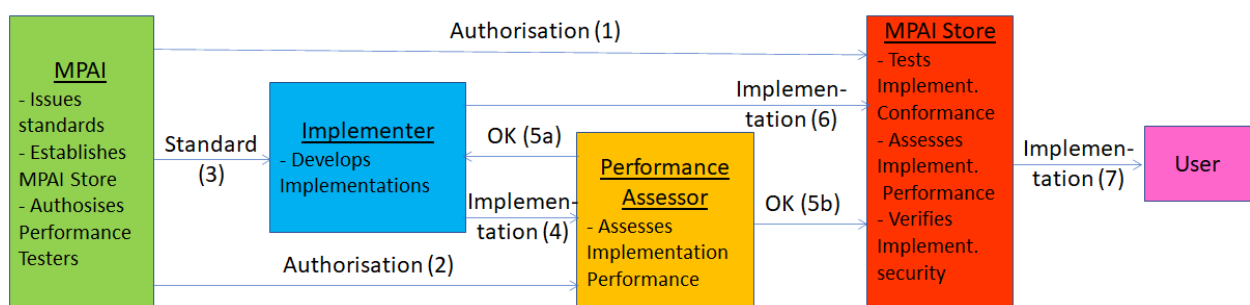 MPAI
- Issues
standards
- Establishes
MPAI Store
- Authosises
Performance
Testers
Authorisation (1)
Standard
(3)
Implementer
- Develops
Implementations
Authorisation (2)
OK (5a)
Implemen-
tation (4)
Implemen-
tation (6)
Performance
Assessor
- Assesses
Implementation
Performance
OK (5b)
MPAI Store
- Tests
Implement.
Conformance
- Assesses
Implement.
Performance
- Verifies
Implement.
security
Implemen-
tation (7)
User